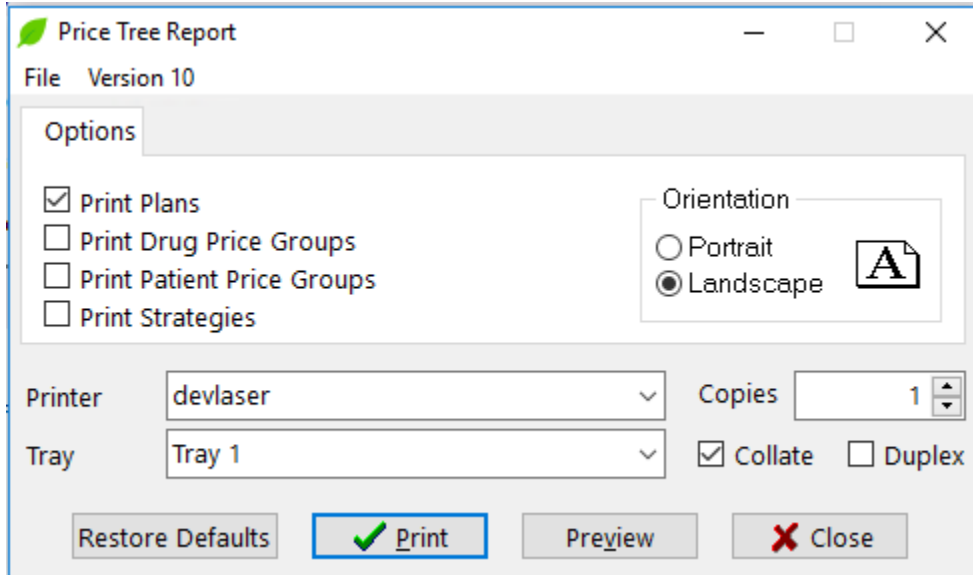 Price Tree Report
File Version 10
Options
Print Plans
Print Drug Price Groups
Print Patient Price Groups
Print Strategies
Orientation
Portrait
Landscape
A
Printer devlaser Copies 1
Tray Tray 1 Collate Duplex
Restore Defaults Print Preview Close